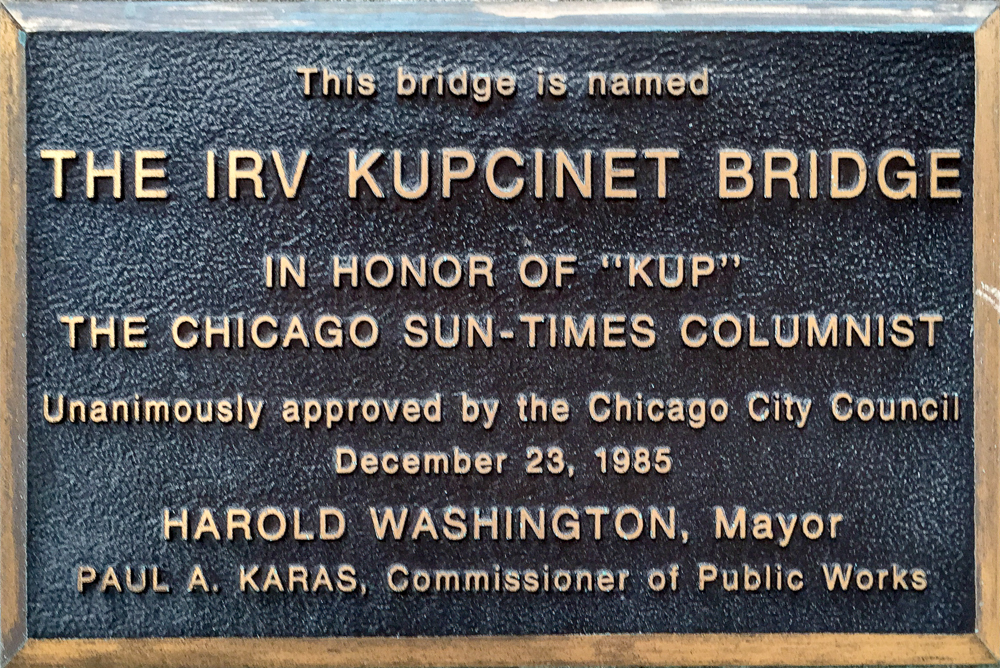 This bridge is named
THE IRV KUPCINET BRIDGE
IN HONOR OF "KUP"
THE CHICAGO SUN-TIMES COLUMNIST
Unanimously approved by the Chicago City Council
December 23, 1985
HAROLD WASHINGTON, Mayor
PAUL A. KARAS, Commissioner of Public Works